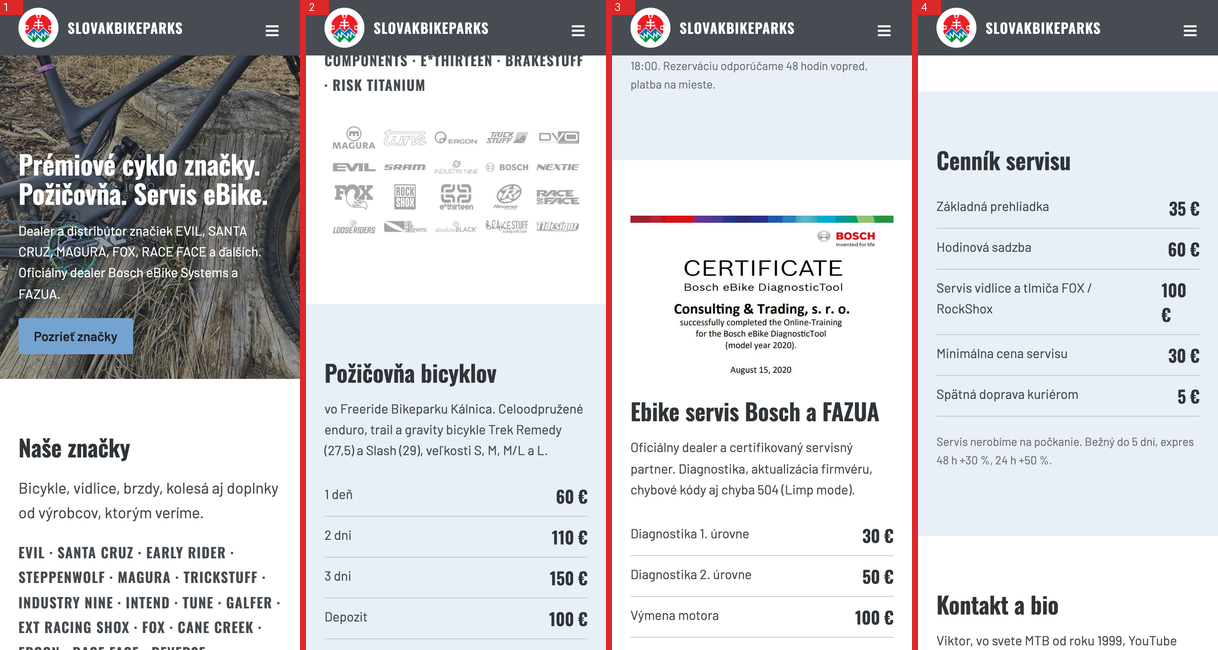 1
SLOVAKBIKEPARKS
Prémiové cyklo značky.
Požičovňa. Servis eBike.
Dealer a distribútor značiek EVIL, SANTA
CRUZ, MAGURA, FOX, RACE FACE a ďalších.
Oficiálny dealer Bosch eBike Systems a
FAZUA.
Pozrieť značky
Naše značky
Bicykle, vidlice, brzdy, kolesá aj doplnky
od výrobcov, ktorým veríme.
EVIL · SANTA CRUZ · EARLY RIDER ·
STEPPENWOLF · MAGURA · TRICKSTUFF ·
INDUSTRY NINE · INTEND · TUNE · GALFER ·
EXT RACING SHOX · FOX · CANE CREEK ·
2
SLOVAKBIKEPARKS
COMPONENTS · E*THIRTEEN · BRAKESTUFF
· RISK TITANIUM
MAGURA tune ERGON TRICKSTUFF DVO
EVIL SRAM INDUSTRY NINE BOSCH NEXTIE
FOX ROCKSHOX e*thirteen Reverse RACE FACE
LOOSERIDERS absoluteBLACK BRAKESTUFF 77designz
Požičovňa bicyklov
vo Freeride Bikeparku Kálnica. Celoodpružené
enduro, trail a gravity bicykle Trek Remedy
(27,5) a Slash (29), veľkosti S, M, M/L a L.
1 deň 60 €
2 dni 110 €
3 dni 150 €
Depozit 100 €
3
SLOVAKBIKEPARKS
18:00. Rezerváciu odporúčame 48 hodín vopred,
platba na mieste.
BOSCH
Invented for life
CERTIFICATE
Bosch eBike DiagnosticTool
Consulting & Trading, s. r. o.
successfully completed the Online-Training
for the Bosch eBike DiagnosticTool
(model year 2020).
August 15, 2020
Ebike servis Bosch a FAZUA
Oficiálny dealer a certifikovaný servisný
partner. Diagnostika, aktualizácia firmvéru,
chybové kódy aj chyba 504 (Limp mode).
Diagnostika 1. úrovne 30 €
Diagnostika 2. úrovne 50 €
Výmena motora 100 €
4
SLOVAKBIKEPARKS
Cenník servisu
Základná prehliadka 35 €
Hodinová sadzba 60 €
Servis vidlice a tlmiča FOX / 100
RockShox €
Minimálna cena servisu 30 €
Spätná doprava kuriérom 5 €
Servis nerobíme na počkanie. Bežný do 5 dní, expres
48 h +30 %, 24 h +50 %.
Kontakt a bio
Viktor, vo svete MTB od roku 1999, YouTube